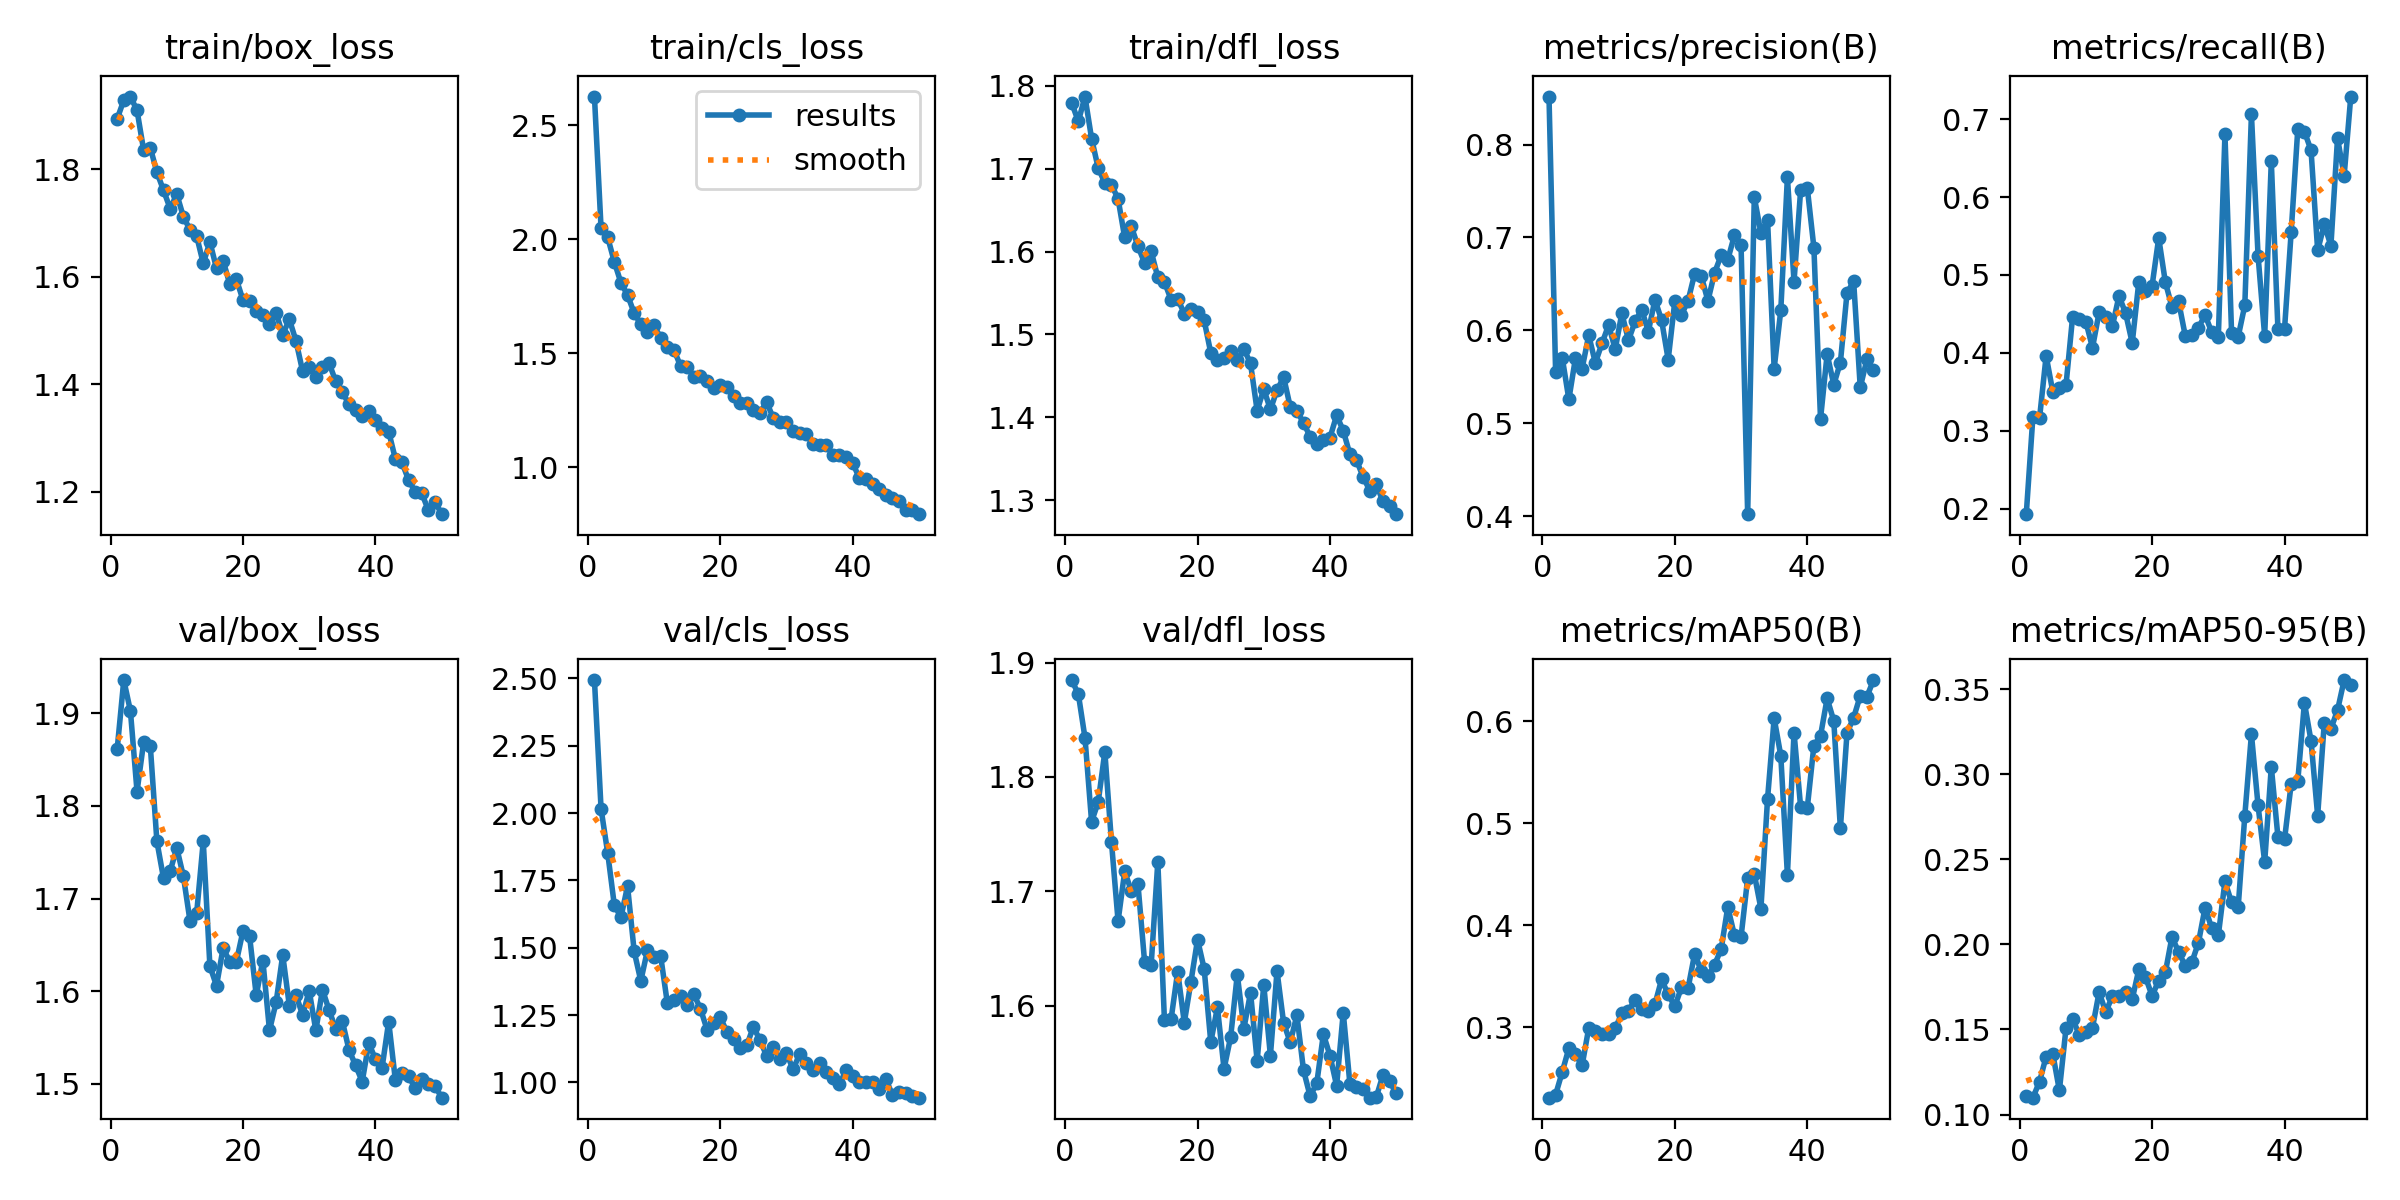 train/box_loss
train/cls_loss
train/dfl_loss
metrics/precision(B)
metrics/recall(B)
results
smooth
1.8
1.6
1.4
1.2
0 20 40
2.5
2.0
1.5
1.0
0 20 40
1.8
1.7
1.6
1.5
1.4
1.3
0 20 40
0.8
0.7
0.6
0.5
0.4
0 20 40
0.7
0.6
0.5
0.4
0.3
0.2
0 20 40
val/box_loss
val/cls_loss
val/dfl_loss
metrics/mAP50(B)
metrics/mAP50-95(B)
1.9
1.8
1.7
1.6
1.5
0 20 40
2.50
2.25
2.00
1.75
1.50
1.25
1.00
0 20 40
1.9
1.8
1.7
1.6
0 20 40
0.6
0.5
0.4
0.3
0 20 40
0.35
0.30
0.25
0.20
0.15
0.10
0 20 40